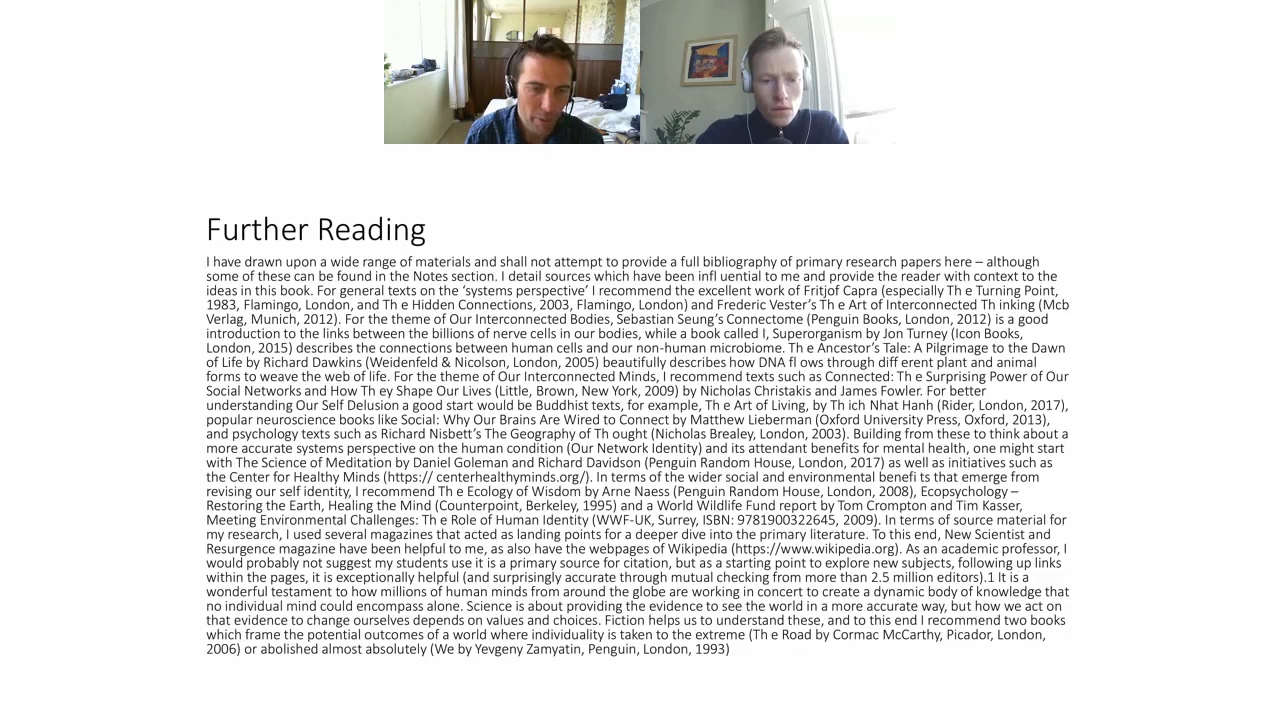 Further Reading
I have drawn upon a wide range of materials and shall not attempt to provide a full bibliography of primary research papers here – although
some of these can be found in the Notes section. I detail sources which have been infl uential to me and provide the reader with context to the
ideas in this book. For general texts on the ‘systems perspective’ I recommend the excellent work of Fritjof Capra (especially Th e Turning Point,
1983, Flamingo, London, and Th e Hidden Connections, 2003, Flamingo, London) and Frederic Vester’s Th e Art of Interconnected Th inking (Mcb
Verlag, Munich, 2012). For the theme of Our Interconnected Bodies, Sebastian Seung’s Connectome (Penguin Books, London, 2012) is a good
introduction to the links between the billions of nerve cells in our bodies, while a book called I, Superorganism by Jon Turney (Icon Books,
London, 2015) describes the connections between human cells and our non-human microbiome. Th e Ancestor’s Tale: A Pilgrimage to the Dawn
of Life by Richard Dawkins (Weidenfeld & Nicolson, London, 2005) beautifully describes how DNA fl ows through diff erent plant and animal
forms to weave the web of life. For the theme of Our Interconnected Minds, I recommend texts such as Connected: Th e Surprising Power of Our
Social Networks and How Th ey Shape Our Lives (Little, Brown, New York, 2009) by Nicholas Christakis and James Fowler. For better
understanding Our Self Delusion a good start would be Buddhist texts, for example, Th e Art of Living, by Th ich Nhat Hanh (Rider, London, 2017),
popular neuroscience books like Social: Why Our Brains Are Wired to Connect by Matthew Lieberman (Oxford University Press, Oxford, 2013),
and psychology texts such as Richard Nisbett’s The Geography of Th ought (Nicholas Brealey, London, 2003). Building from these to think about a
more accurate systems perspective on the human condition (Our Network Identity) and its attendant benefits for mental health, one might start
with The Science of Meditation by Daniel Goleman and Richard Davidson (Penguin Random House, London, 2017) as well as initiatives such as
the Center for Healthy Minds (https:// centerhealthyminds.org/). In terms of the wider social and environmental benefi ts that emerge from
revising our self identity, I recommend Th e Ecology of Wisdom by Arne Naess (Penguin Random House, London, 2008), Ecopsychology –
Restoring the Earth, Healing the Mind (Counterpoint, Berkeley, 1995) and a World Wildlife Fund report by Tom Crompton and Tim Kasser,
Meeting Environmental Challenges: Th e Role of Human Identity (WWF-UK, Surrey, ISBN: 9781900322645, 2009). In terms of source material for
my research, I used several magazines that acted as landing points for a deeper dive into the primary literature. To this end, New Scientist and
Resurgence magazine have been helpful to me, as also have the webpages of Wikipedia (https://www.wikipedia.org). As an academic professor, I
would probably not suggest my students use it is a primary source for citation, but as a starting point to explore new subjects, following up links
within the pages, it is exceptionally helpful (and surprisingly accurate through mutual checking from more than 2.5 million editors).1 It is a
wonderful testament to how millions of human minds from around the globe are working in concert to create a dynamic body of knowledge that
no individual mind could encompass alone. Science is about providing the evidence to see the world in a more accurate way, but how we act on
that evidence to change ourselves depends on values and choices. Fiction helps us to understand these, and to this end I recommend two books
which frame the potential outcomes of a world where individuality is taken to the extreme (Th e Road by Cormac McCarthy, Picador, London,
2006) or abolished almost absolutely (We by Yevgeny Zamyatin, Penguin, London, 1993)